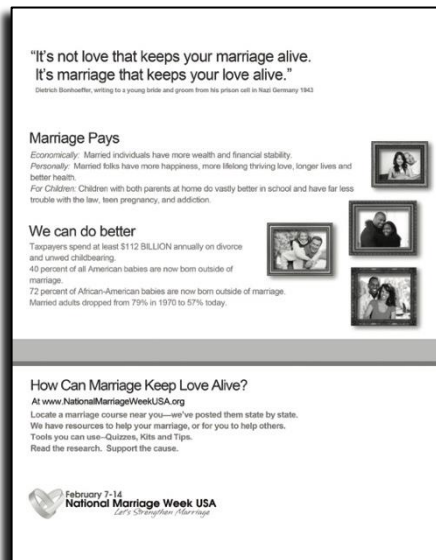 “It's not love that keeps your marriage alive.
It's marriage that keeps your love alive.”
Dietrich Bonhoeffer, writing to a young bride and groom from his prison cell in Nazi Germany 1943
Marriage Pays
Economically: Married individuals have more wealth and financial stability.
Personally: Married folks have more happiness, more lifelong thriving love, longer lives and
better health.
For Children: Children with both parents at home do vastly better in school and have far less
trouble with the law, teen pregnancy, and addiction.
We can do better
Taxpayers spend at least $112 BILLION annually on divorce
and unwed childbearing.
40 percent of all American babies are now born outside of
marriage.
72 percent of African-American babies are now born outside of marriage.
Married adults dropped from 79% in 1970 to 57% today.
How Can Marriage Keep Love Alive?
At www.NationalMarriageWeekUSA.org
Locate a marriage course near you—we've posted them state by state.
We have resources to help your marriage, or for you to help others.
Tools you can use–Quizzes, Kits and Tips.
Read the research. Support the cause.
February 7-14
National Marriage Week USA
Let's Strengthen Marriage